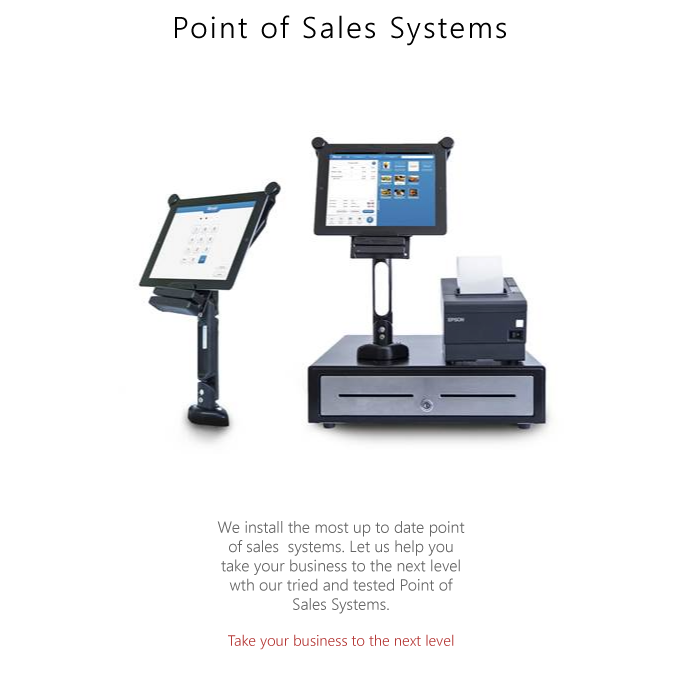 Point of Sales Systems
EPSON
We install the most up to date point
of sales  systems. Let us help you
take your business to the next level
wth our tried and tested Point of
Sales Systems.
Take your business to the next level